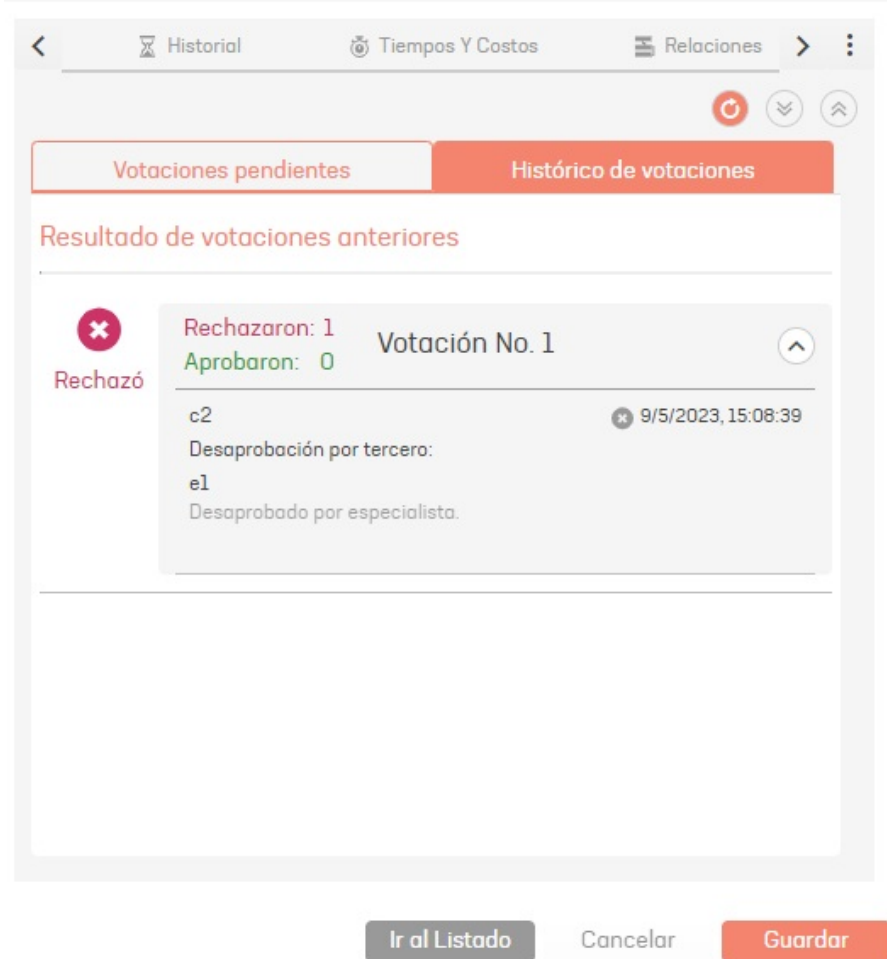 Historial Tiempos Y Costos Relaciones
Votaciones pendientes Histórico de votaciones
Resultado de votaciones anteriores
Rechazó
Rechazaron: 1
Aprobaron: 0
Votación No. 1
c2 9/5/2023, 15:08:39
Desaprobación por tercero:
e1
Desaprobado por especialista.
Ir al Listado Cancelar Guardar